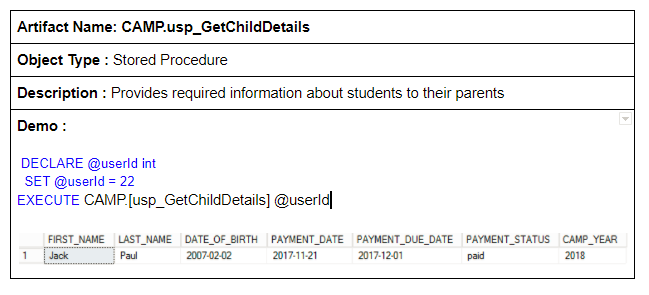 Artifact Name: CAMP.usp_GetChildDetails
Object Type : Stored Procedure
Description : Provides required information about students to their parents
Demo :
DECLARE @userId int
SET @userId = 22
EXECUTE CAMP.[usp_GetChildDetails] @userId
FIRST_NAME LAST_NAME DATE_OF_BIRTH PAYMENT_DATE PAYMENT_DUE_DATE PAYMENT_STATUS CAMP_YEAR
1 Jack Paul 2007-02-02 2017-11-21 2017-12-01 paid 2018